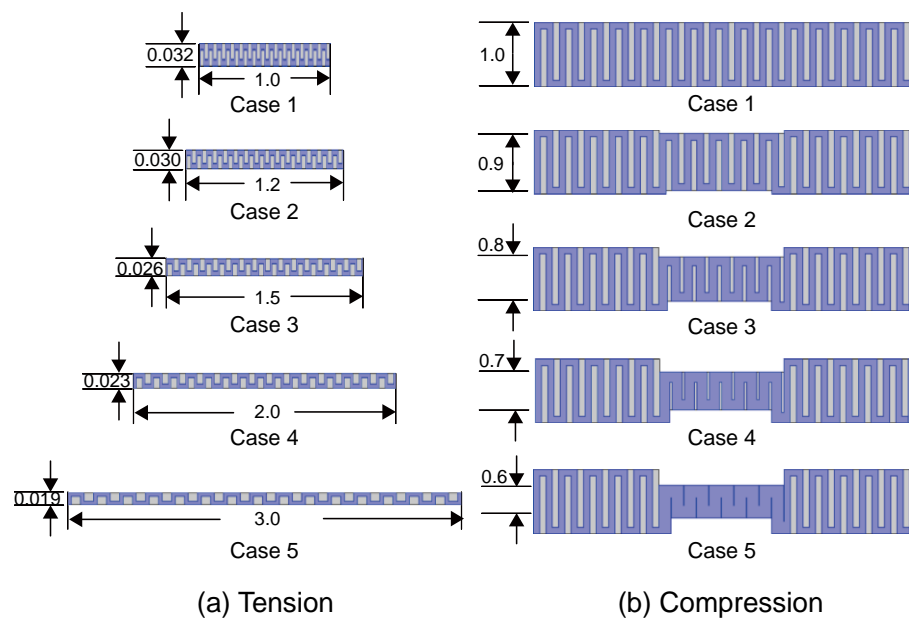 0.032
1.0
Case 1
0.030
1.2
Case 2
0.026
1.5
Case 3
0.023
2.0
Case 4
0.019
3.0
Case 5
(a) Tension
1.0
Case 1
0.9
Case 2
0.8
Case 3
0.7
Case 4
0.6
Case 5
(b) Compression